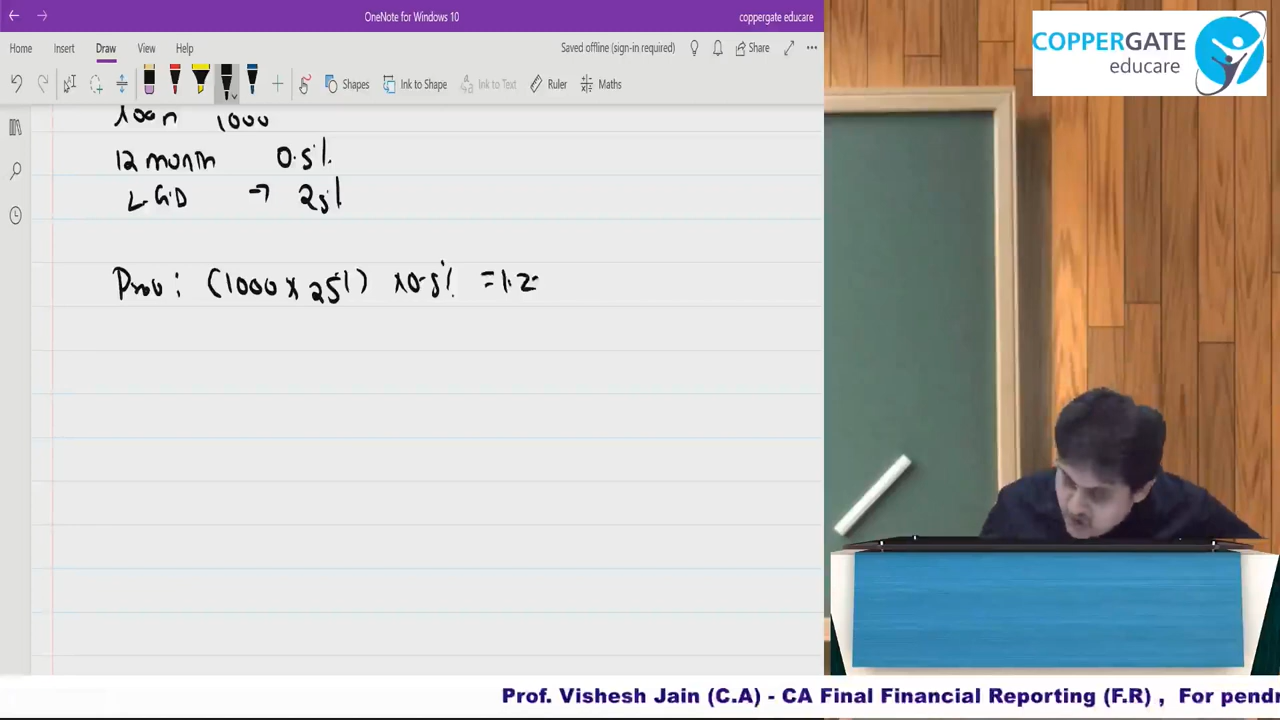 OneNote for Windows 10
coppergate educare
Home Insert Draw View Help
Saved offline (sign-in required)
Share
Shapes
Ink to Shape
Ink to Text
Ruler
Maths
loan 1000
12 month 0.5%
LGD → 25%
Prov : (1000 x 25%) x 0.5% = 1.2
COPPERGATE
educare
Prof. Vishesh Jain (C.A) - CA Final Financial Reporting (F.R) , For pend